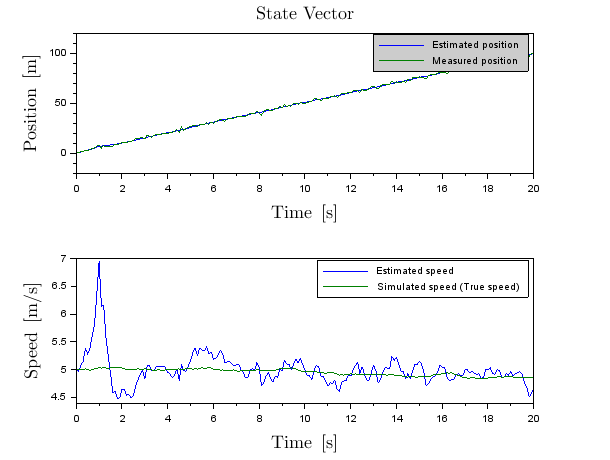 State Vector
Estimated position
Measured position
Position [m]
100
50
0
0 2 4 6 8 10 12 14 16 18 20
Time [s]
Estimated speed
Simulated speed (True speed)
Speed [m/s]
7
6.5
6
5.5
5
4.5
0 2 4 6 8 10 12 14 16 18 20
Time [s]